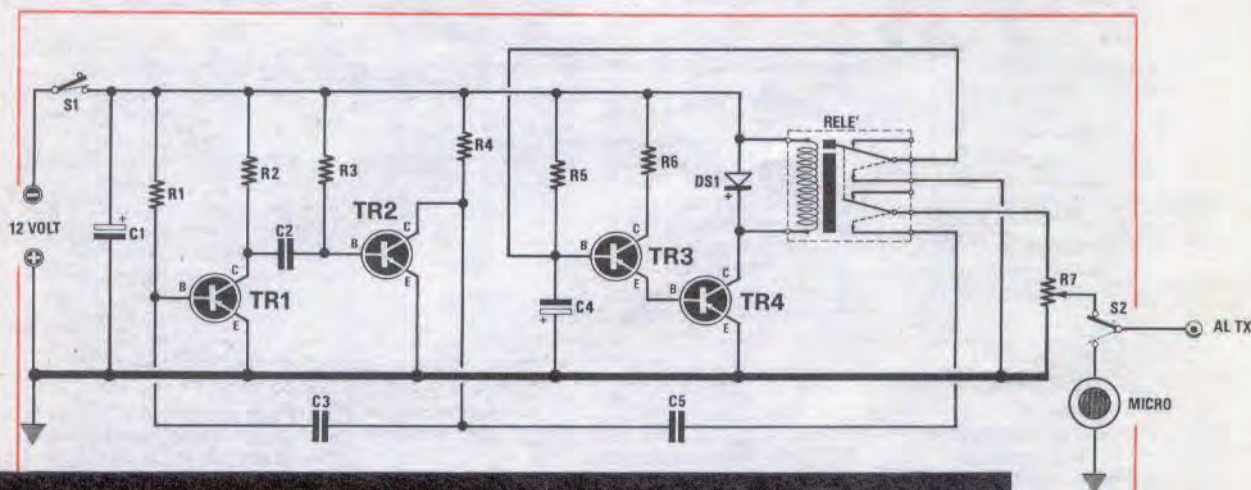 S1
12 VOLT
C1
R1
R2
C2
R3
TR1
B
C
E
TR2
B
C
E
R4
R5
R6
C4
TR3
B
TR4
B
C
E
DS1
RELE'
R7
S2
AL TX
MICRO
C3
C5